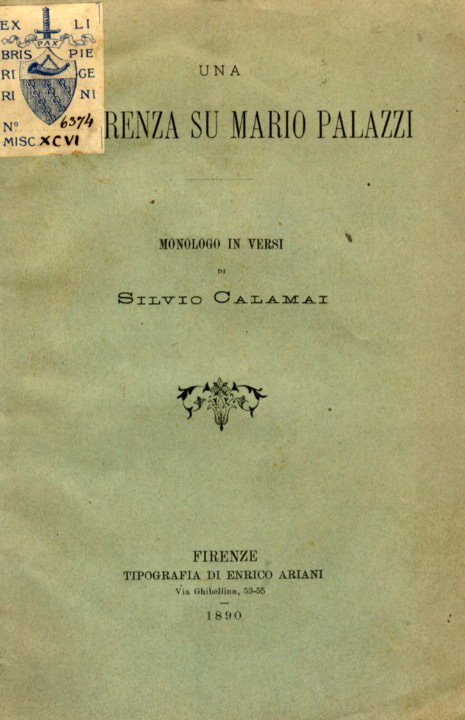 EX LI
BRIS PIE
PAX
RI GE
RI NI
N° 6374
MISC. XCVI
UNA
RENZA SU MARIO PALAZZI
MONOLOGO IN VERSI
DI
SILVIO CALAMAI
FIRENZE
TIPOGRAFIA DI ENRICO ARIANI
Via Ghibellina, 53-55
1890